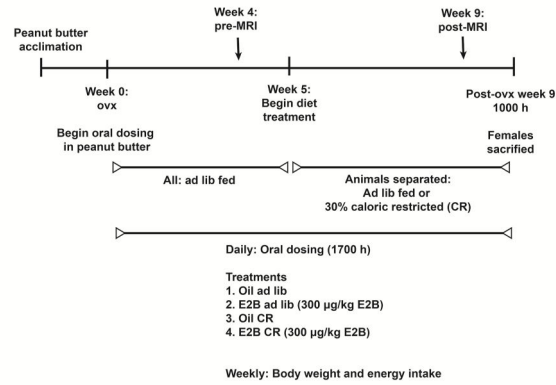 Week 4:
pre-MRI
Week 9:
post-MRI
Peanut butter
acclimation
Week 0:
ovx
Week 5:
Begin diet
treatment
Post-ovx week 9
1000 h
Begin oral dosing
in peanut butter
Females
sacrified
All: ad lib fed
Animals separated:
Ad lib fed or
30% caloric restricted (CR)
Daily: Oral dosing (1700 h)
Treatments
1. Oil ad lib
2. E2B ad lib (300 µg/kg E2B)
3. Oil CR
4. E2B CR (300 µg/kg E2B)
Weekly: Body weight and energy intake